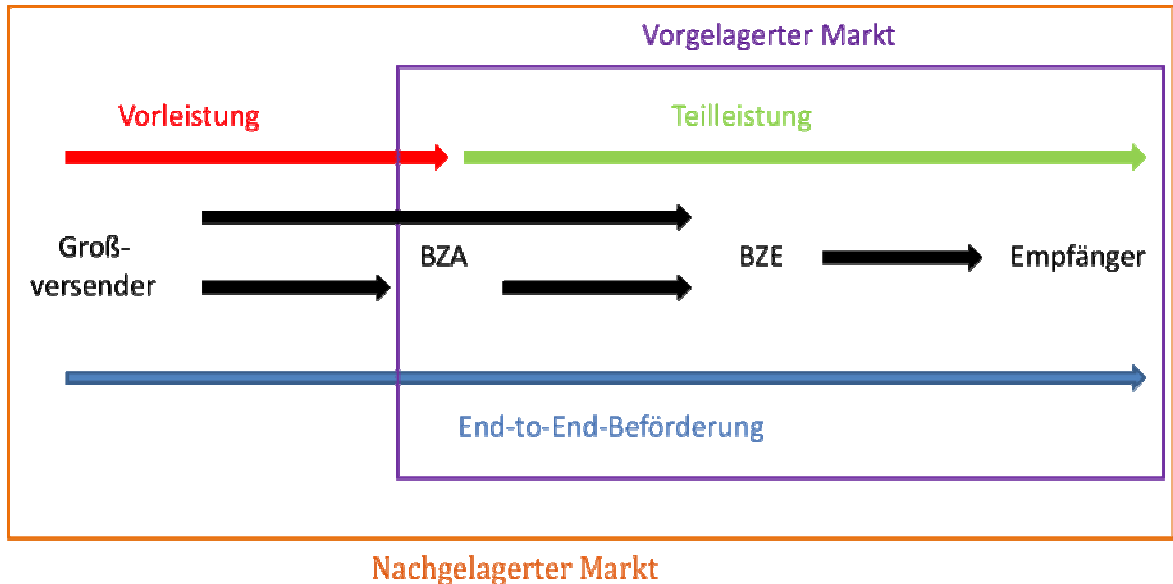 Vorgelagerter Markt
Vorleistung
Teilleistung
Groß-
versender
BZA
BZE
Empfänger
End-to-End-Beförderung
Nachgelagerter Markt